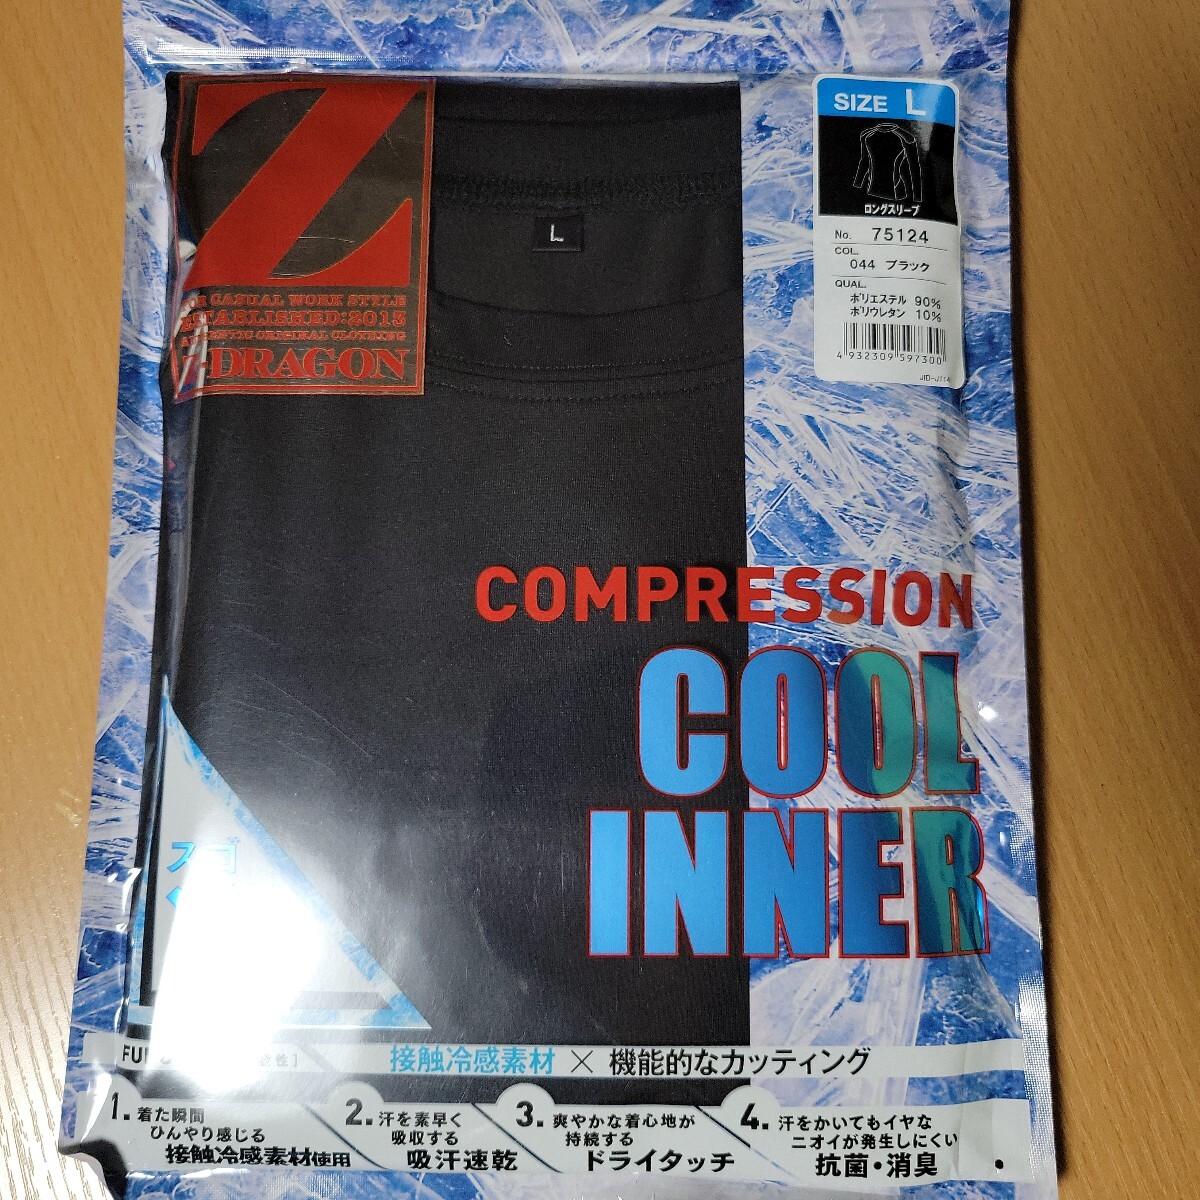 Z
FOR CASUAL WORK STYLE
ESTABLISHED:2013
AUTHENTIC ORIGINAL CLOTHING
Z-DRAGON
L
SIZE L
ロングスリーブ
No. 75124
COL.
044 ブラック
QUAL.
ポリエステル 90%
ポリウレタン 10%
4 932309 597300
COMPRESSION
COOL
INNER
接触冷感素材 × 機能的なカッティング
1. 着た瞬間
ひんやり感じる
接触冷感素材使用
2. 汗を素早く
吸収する
吸汗速乾
3. 爽やかな着心地が
持続する
ドライタッチ
4. 汗をかいてもイヤな
ニオイが発生しにくい
抗菌・消臭